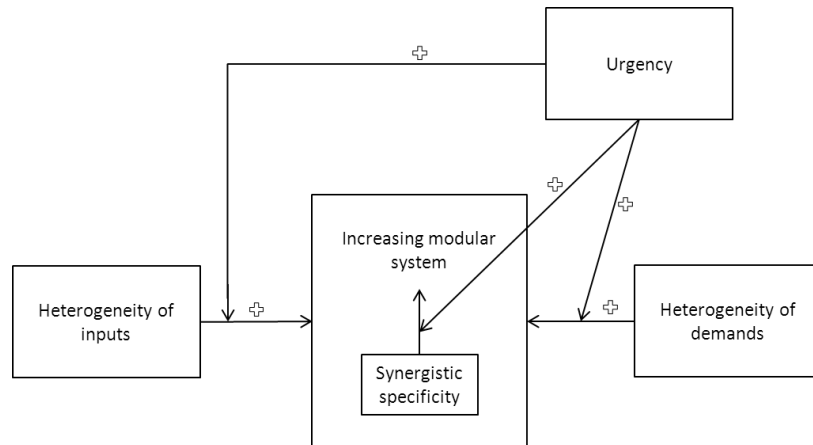 Urgency
Increasing modular
system
Heterogeneity of
inputs
Heterogeneity of
demands
Synergistic
specificity